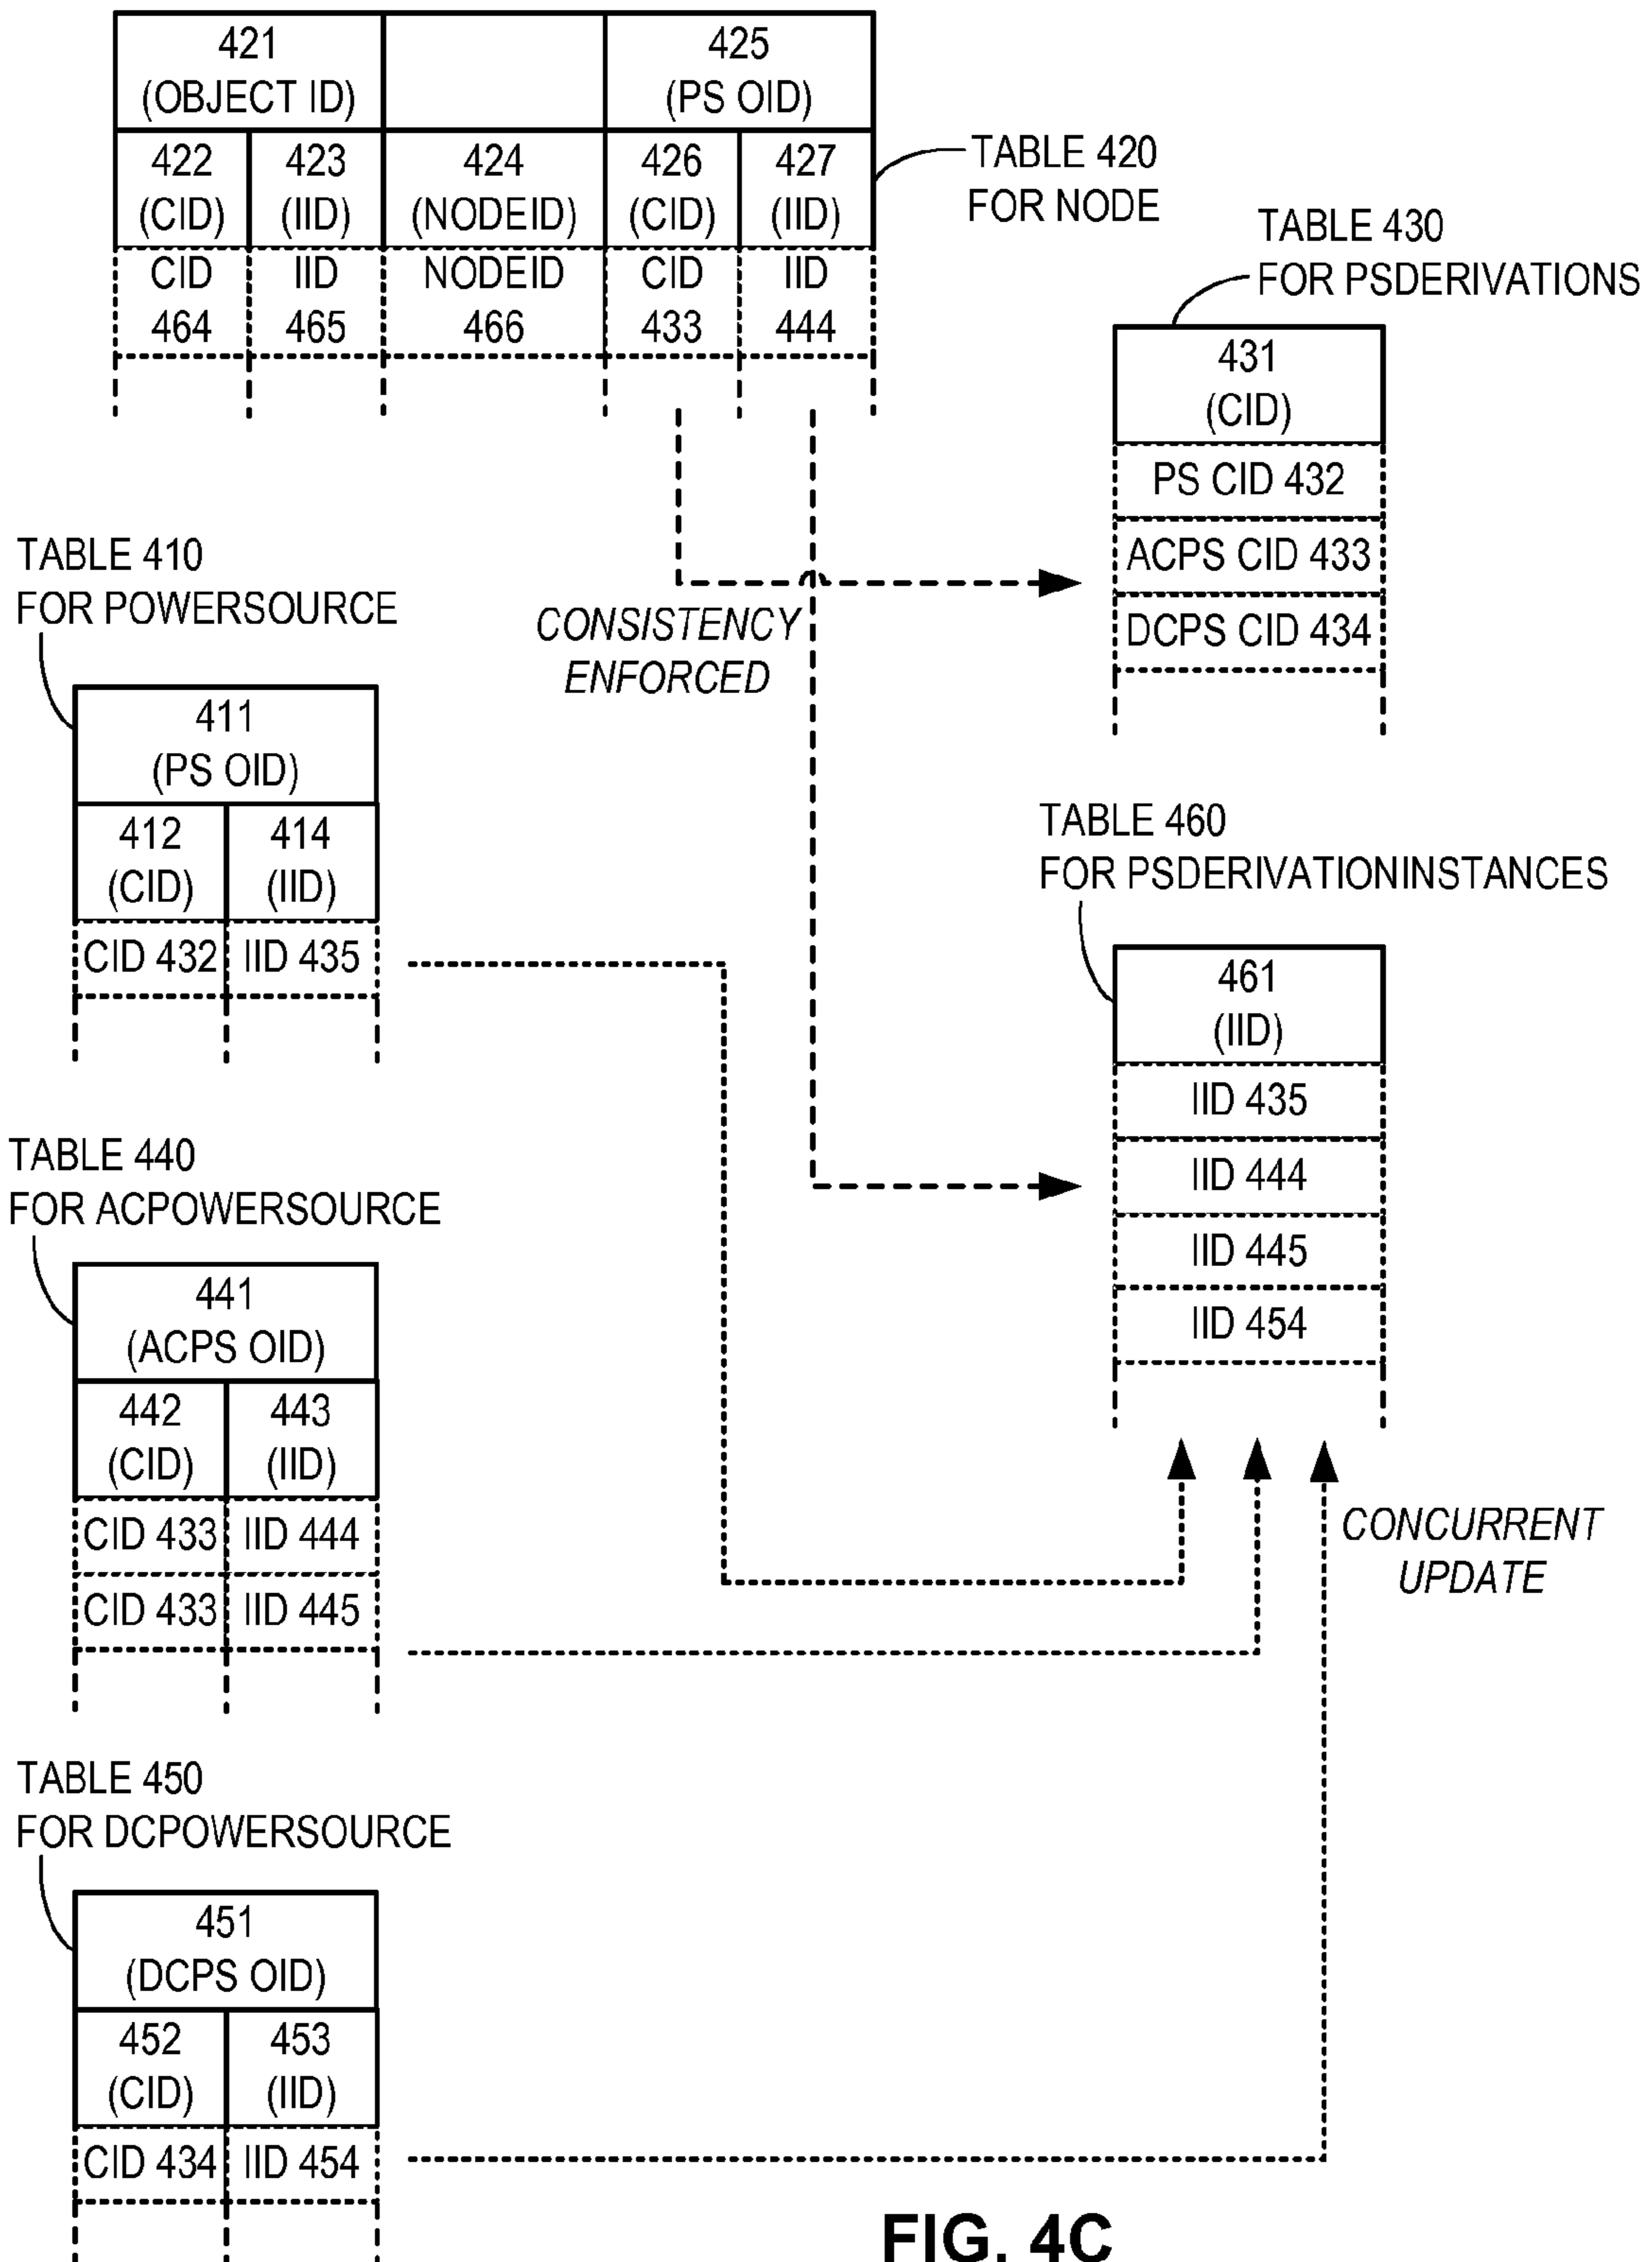 421
(OBJECT ID)
425
(PS OID)
422
(CID)
423
(IID)
424
(NODEID)
426
(CID)
427
(IID)
CID
464
IID
465
NODEID
466
CID
433
IID
444
TABLE 420
FOR NODE
TABLE 430
FOR PSDERIVATIONS
431
(CID)
PS CID 432
ACPS CID 433
DCPS CID 434
CONSISTENCY
ENFORCED
TABLE 410
FOR POWERSOURCE
411
(PS OID)
412
(CID)
414
(IID)
CID 432
IID 435
TABLE 460
FOR PSDERIVATIONINSTANCES
461
(IID)
IID 435
IID 444
IID 445
IID 454
TABLE 440
FOR ACPOWERSOURCE
441
(ACPS OID)
442
(CID)
443
(IID)
CID 433
IID 444
CID 433
IID 445
CONCURRENT
UPDATE
TABLE 450
FOR DCPOWERSOURCE
451
(DCPS OID)
452
(CID)
453
(IID)
CID 434
IID 454
FIG. 4C